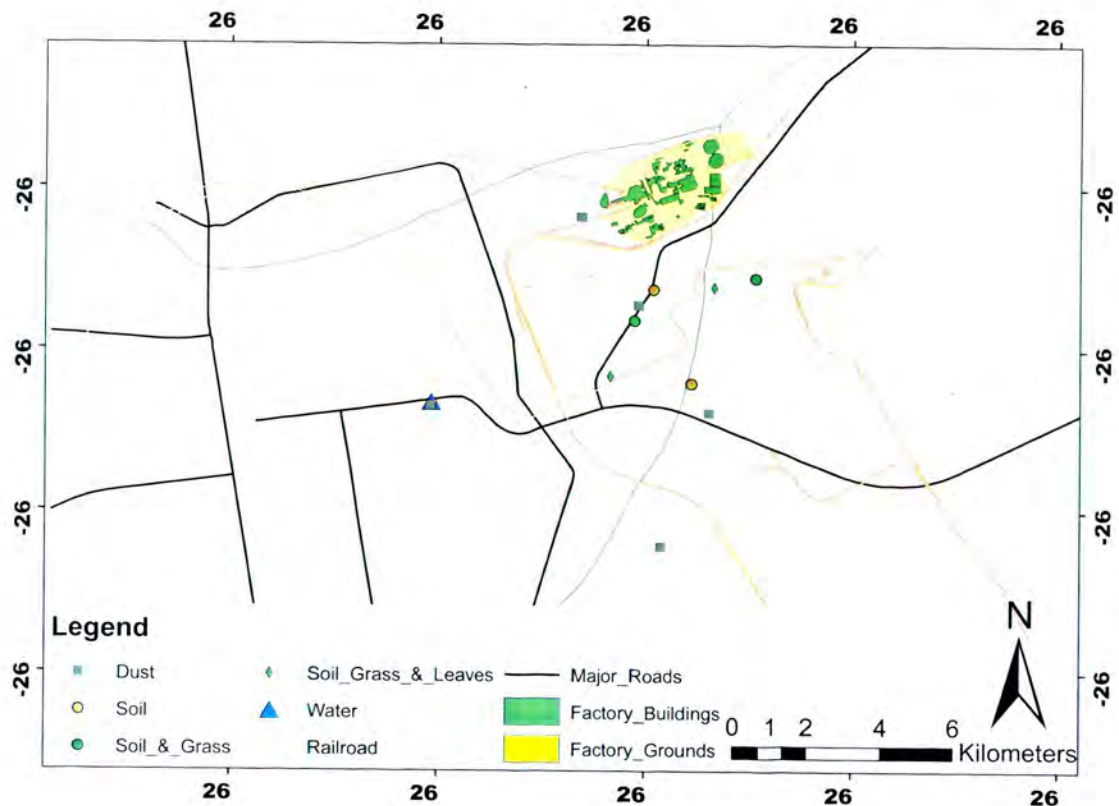 26 26 26 26 26
-26 -26
-26 -26
-26 -26
-26 -26
N
Legend
Dust Soil_Grass_&_Leaves Major_Roads
Soil Water Factory_Buildings
Soil_&_Grass Railroad Factory_Grounds
0 1 2 4 6
Kilometers
26 26 26 26 26